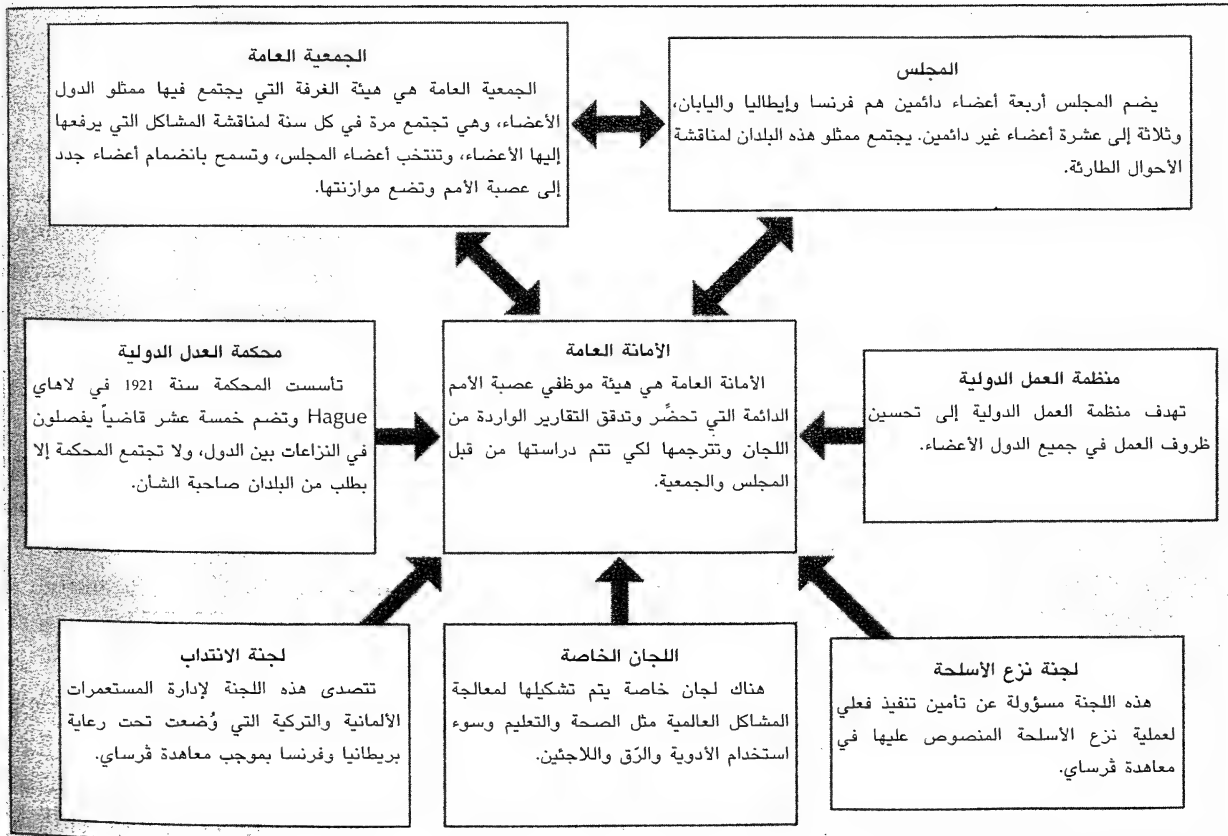 الجمعية العامة
الجمعية العامة هي هيئة الغرفة التي يجتمع فيها ممثلو الدول
الأعضاء، وهي تجتمع مرة في كل سنة لمناقشة المشاكل التي يرفعها
إليها الأعضاء، وتنتخب أعضاء المجلس، وتسمح بانضمام أعضاء جدد
إلى عصبة الأمم وتضع موازنتها.
المجلس
يضم المجلس أربعة أعضاء دائمين هم فرنسا وإيطاليا واليابان،
وثلاثة إلى عشرة أعضاء غير دائمين. يجتمع ممثلو هذه البلدان لمناقشة
الأحوال الطارئة.
محكمة العدل الدولية
تأسست المحكمة سنة 1921 في لاهاي
Hague وتضم خمسة عشر قاضياً يفصلون
في النزاعات بين الدول، ولا تجتمع المحكمة إلا
بطلب من البلدان صاحبة الشأن.
الأمانة العامة
الأمانة العامة هي هيئة موظفي عصبة الأمم
الدائمة التي تحضِّر وتدقق التقارير الواردة من
اللجان وتترجمها لكي تتم دراستها من قبل
المجلس والجمعية.
منظمة العمل الدولية
تهدف منظمة العمل الدولية إلى تحسين
ظروف العمل في جميع الدول الأعضاء.
لجنة الانتداب
تتصدى هذه اللجنة لإدارة المستعمرات
الألمانية والتركية التي وُضعت تحت رعاية
بريطانيا وفرنسا بموجب معاهدة ڤرساي.
اللجان الخاصة
هناك لجان خاصة يتم تشكيلها لمعالجة
المشاكل العالمية مثل الصحة والتعليم وسوء
استخدام الأدوية والرَق واللاجئين.
لجنة نزع الأسلحة
هذه اللجنة مسؤولة عن تأمين تنفيذ فعلي
لعملية نزع الأسلحة المنصوص عليها في
معاهدة ڤرساي.